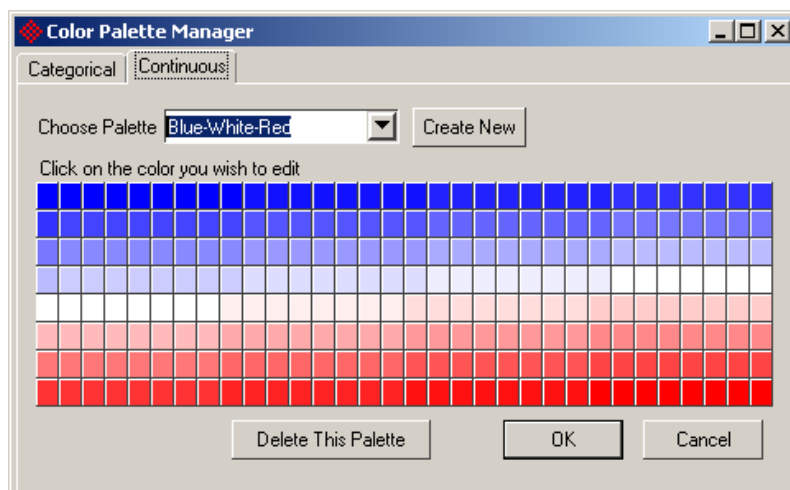 Color Palette Manager
Categorical Continuous
Choose Palette Blue-White-Red Create New
Click on the color you wish to edit
Delete This Palette OK Cancel